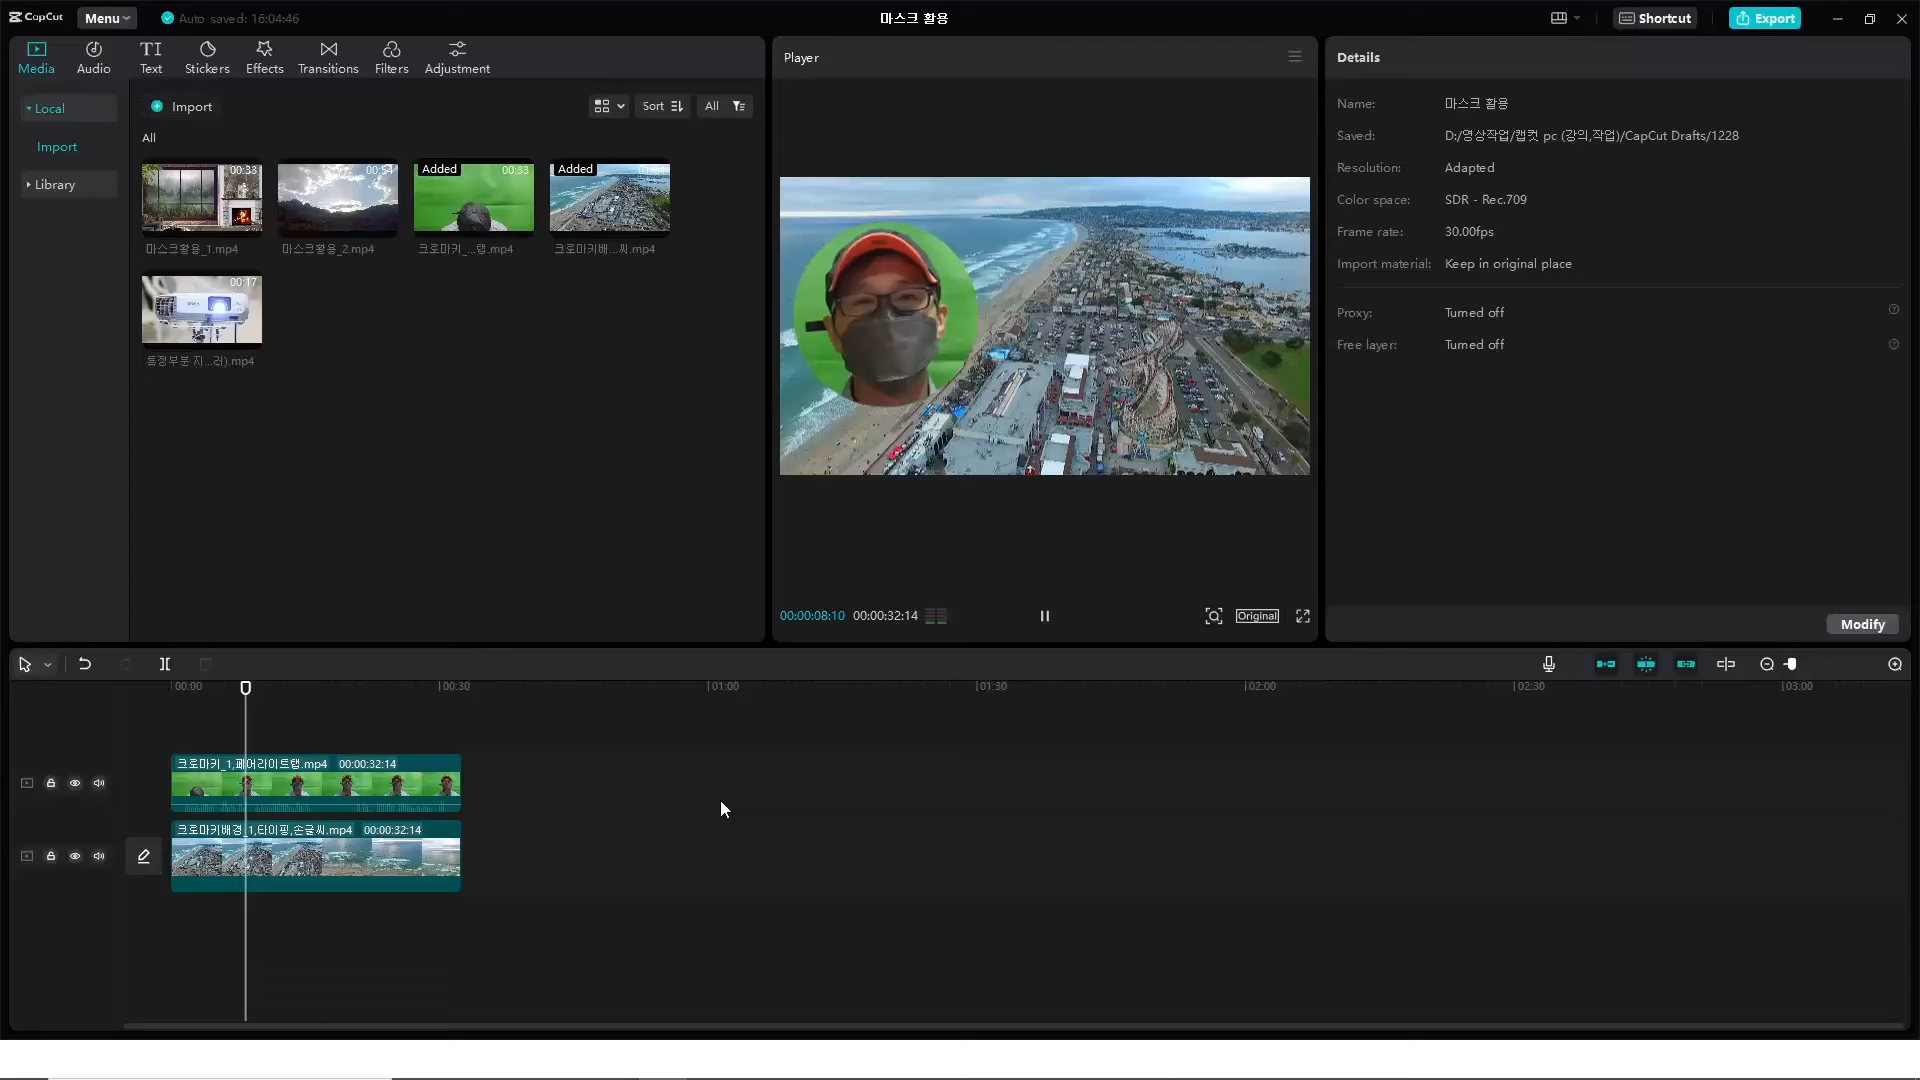 CapCut
Menu
Auto saved: 16:04:46
마스크 활용
Shortcut
Export
Media
Audio
Text
Stickers
Effects
Transitions
Filters
Adjustment
Local
Import
Library
Import
Sort
All
All
00:33
00:54
Added
00:33
Added
마스크활용_1.mp4
마스크활용_2.mp4
크로마키_...탭.mp4
크로마키배...씨.mp4
00:17
특정부분 지...러).mp4
Player
00:00:08:10
00:00:32:14
Original
Details
Name:
마스크 활용
Saved:
D:/영상작업/캡컷 pc (강의,작업)/CapCut Drafts/1228
Resolution:
Adapted
Color space:
SDR - Rec.709
Frame rate:
30.00fps
Import material:
Keep in original place
Proxy:
Turned off
Free layer:
Turned off
Modify
00:00
00:30
01:00
01:30
02:00
02:30
03:00
크로마키_1,페어라이트탭.mp4
00:00:32:14
크로마키배경_1,타이핑,손글씨.mp4
00:00:32:14